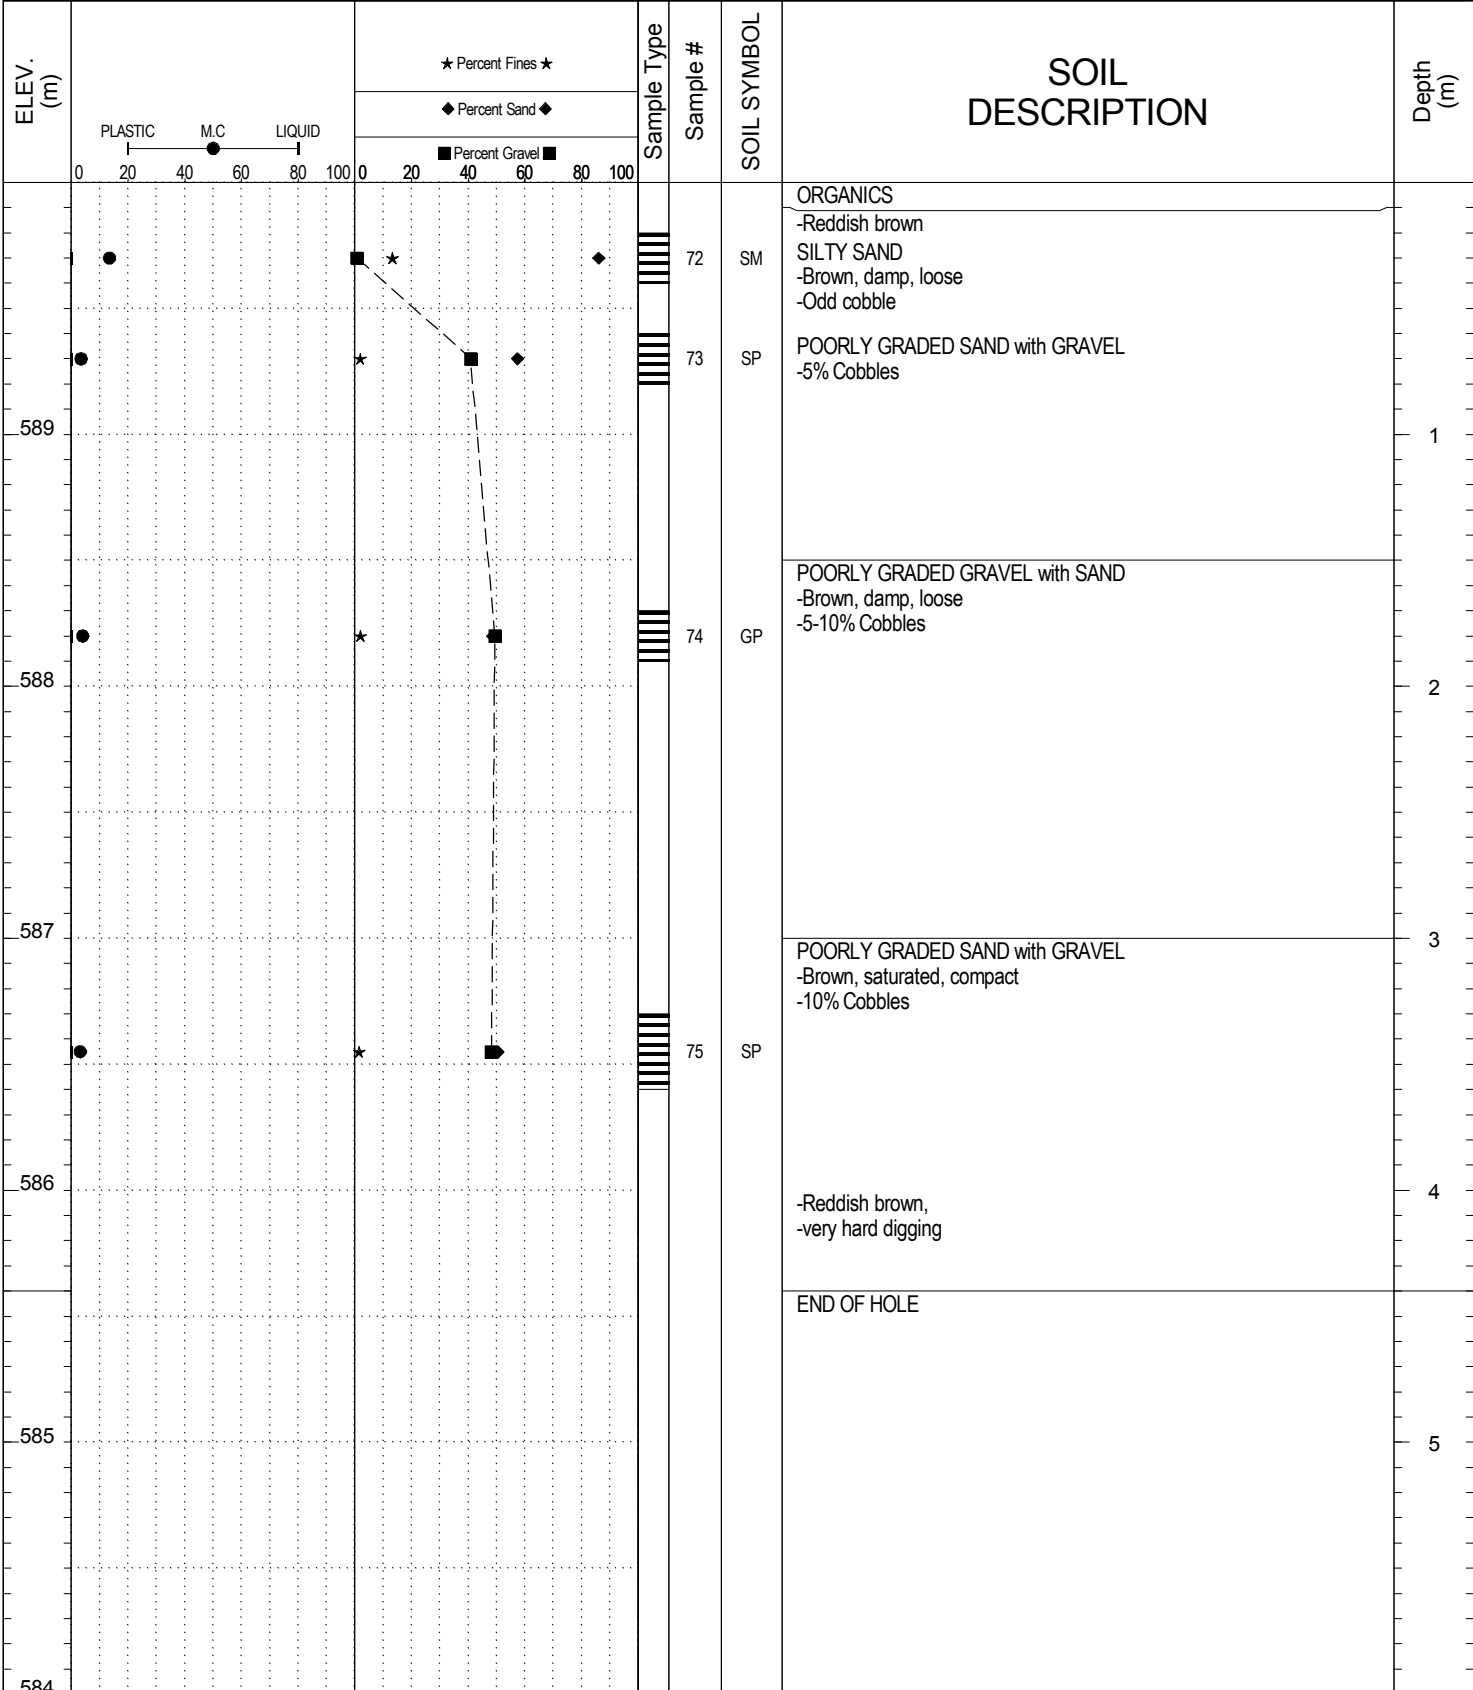 ELEV.
(m)
PLASTIC M.C LIQUID
0 20 40 60 80 100
★ Percent Fines ★
◆ Percent Sand ◆
■ Percent Gravel ■
0 20 40 60 80 100
Sample Type
Sample #
SOIL SYMBOL
SOIL
DESCRIPTION
Depth
(m)
ORGANICS
-Reddish brown
72 SM SILTY SAND
-Brown, damp, loose
-Odd cobble
POORLY GRADED SAND with GRAVEL
73 SP
-5% Cobbles
589 1
POORLY GRADED GRAVEL with SAND
-Brown, damp, loose
-5-10% Cobbles
74 GP
588 2
587 3
POORLY GRADED SAND with GRAVEL
-Brown, saturated, compact
-10% Cobbles
75 SP
586 4
-Reddish brown,
-very hard digging
END OF HOLE
585 5
584